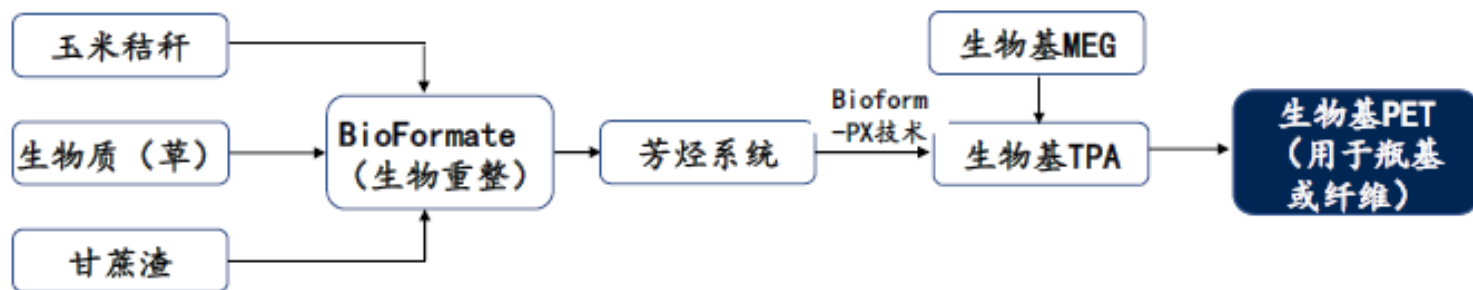 玉米秸秆
生物质（草）
甘蔗渣
BioFormate
（生物重整）
芳烃系统
Bioform
-PX技术
生物基MEG
生物基TPA
生物基PET
（用于瓶基
或纤维）